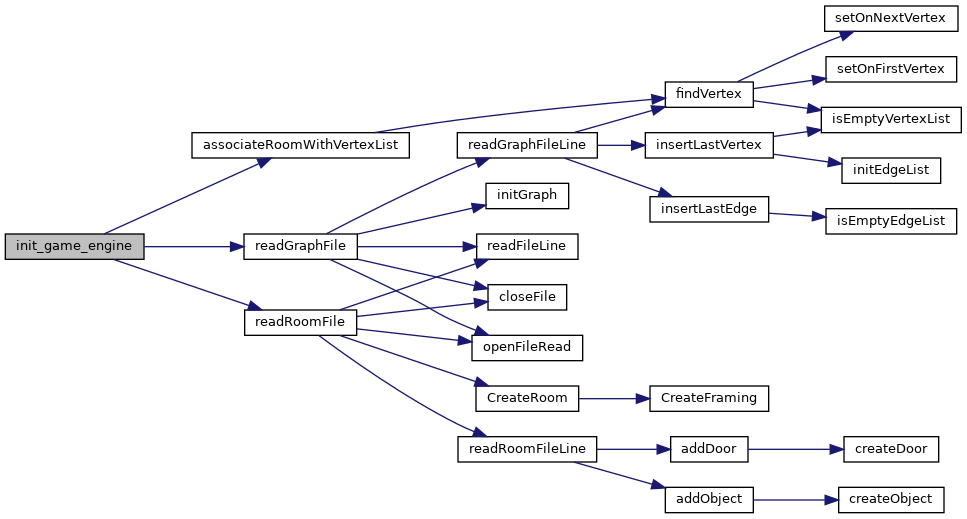 setOnNextVertex
setOnFirstVertex
findVertex
isEmptyVertexList
associateRoomWithVertexList
readGraphFileLine
insertLastVertex
initEdgeList
initGraph
insertLastEdge
isEmptyEdgeList
init_game_engine
readGraphFile
readFileLine
closeFile
readRoomFile
openFileRead
CreateRoom
CreateFraming
readRoomFileLine
addDoor
createDoor
addObject
createObject